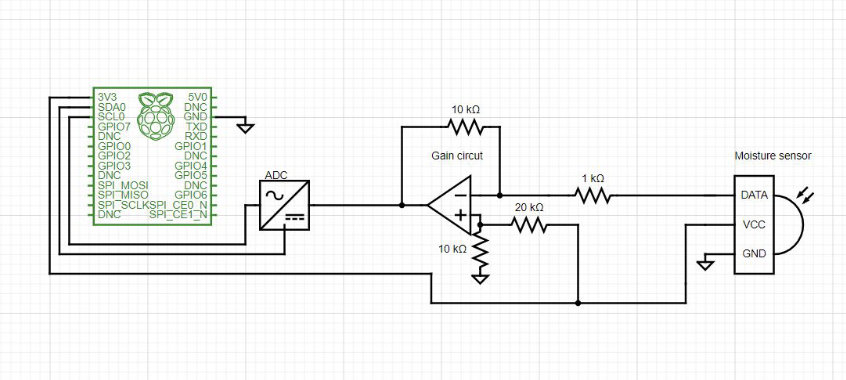 3V3 5V0
SDA0 DNC
SCL0 GND
GPIO7 TXD
DNC RXD
GPIO0 GPIO1
GPIO2 DNC
GPIO3 GPIO4
DNC GPIO5
SPI_MOSI DNC
SPI_MISO GPIO6
SPI_SCLK SPI_CE0_N
DNC SPI_CE1_N
ADC
10 kΩ
Gain circut
1 kΩ
20 kΩ
10 kΩ
Moisture sensor
DATA
VCC
GND